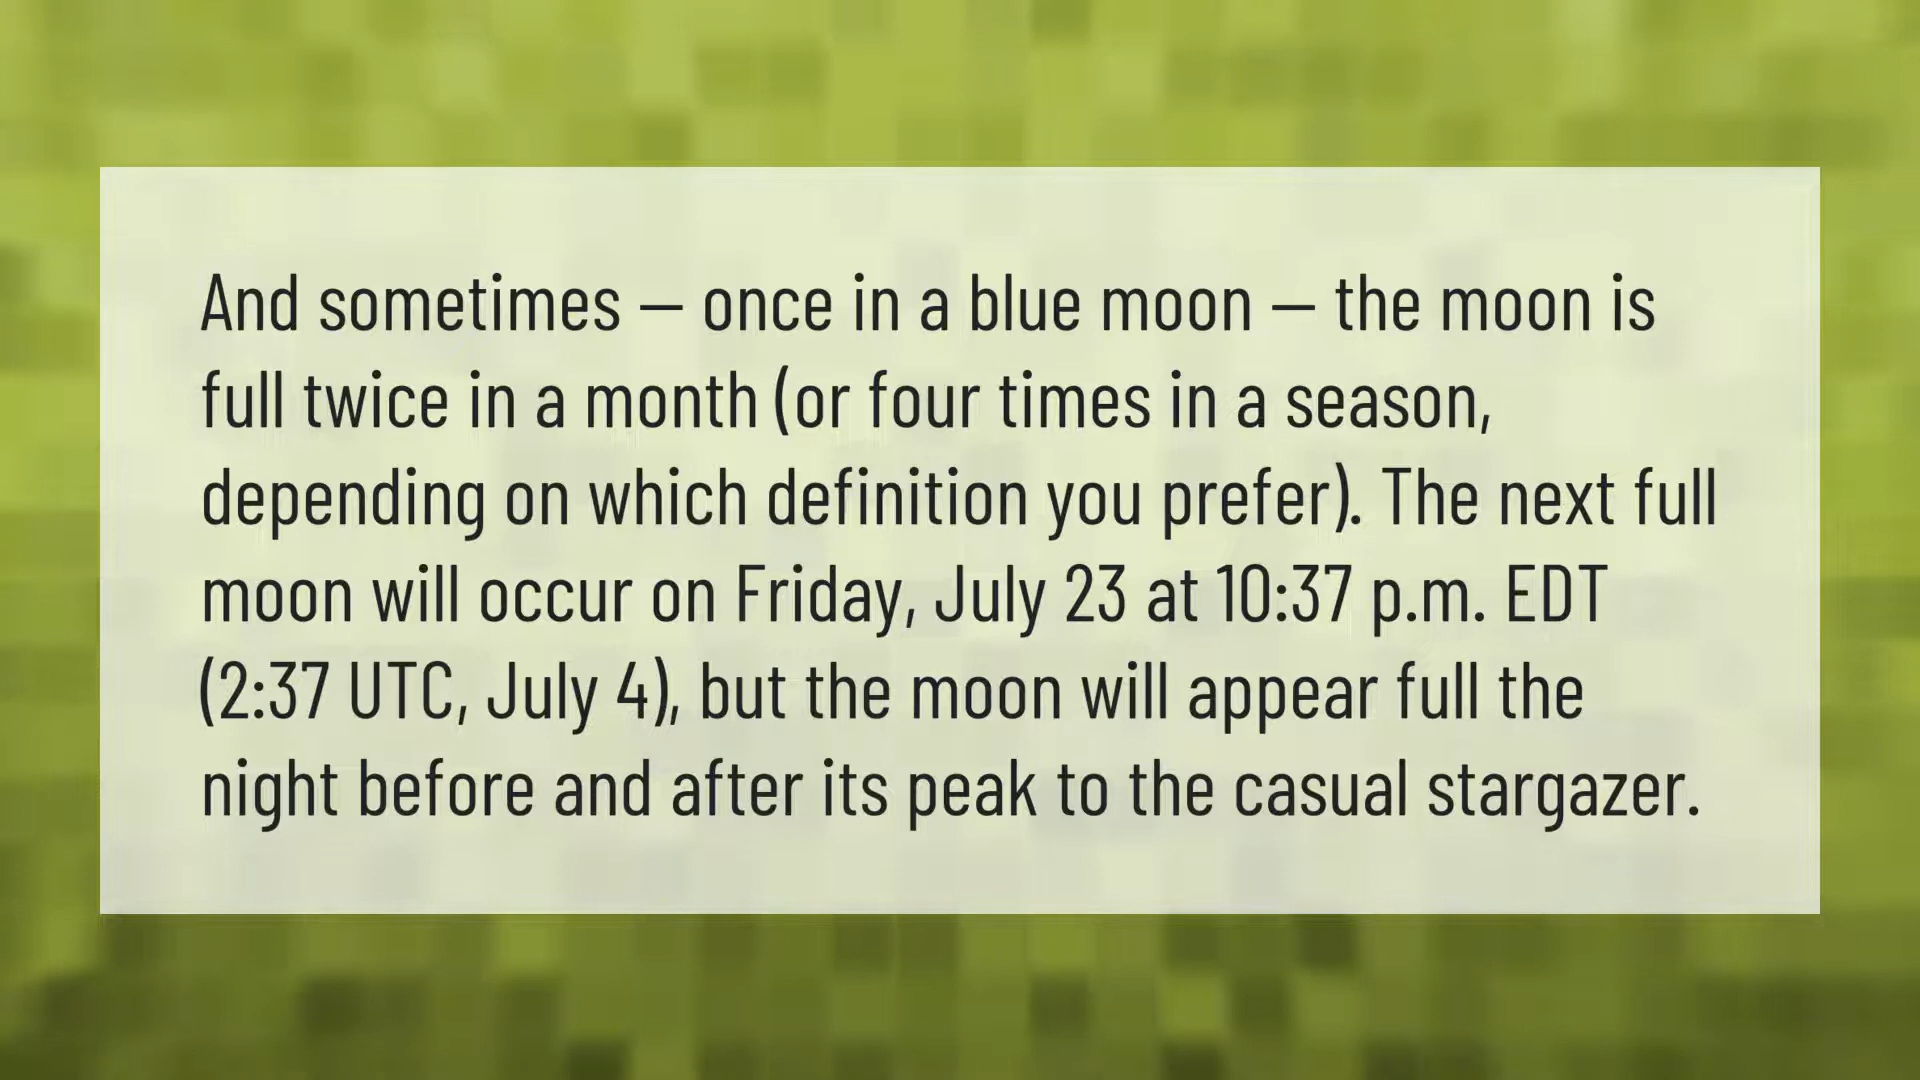 And sometimes — once in a blue moon — the moon is
full twice in a month (or four times in a season,
depending on which definition you prefer). The next full
moon will occur on Friday, July 23 at 10:37 p.m. EDT
(2:37 UTC, July 4), but the moon will appear full the
night before and after its peak to the casual stargazer.